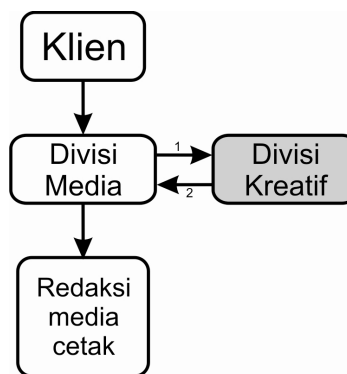 Klien
Divisi
Media
1
2
Divisi
Kreatif
Redaksi
media
cetak